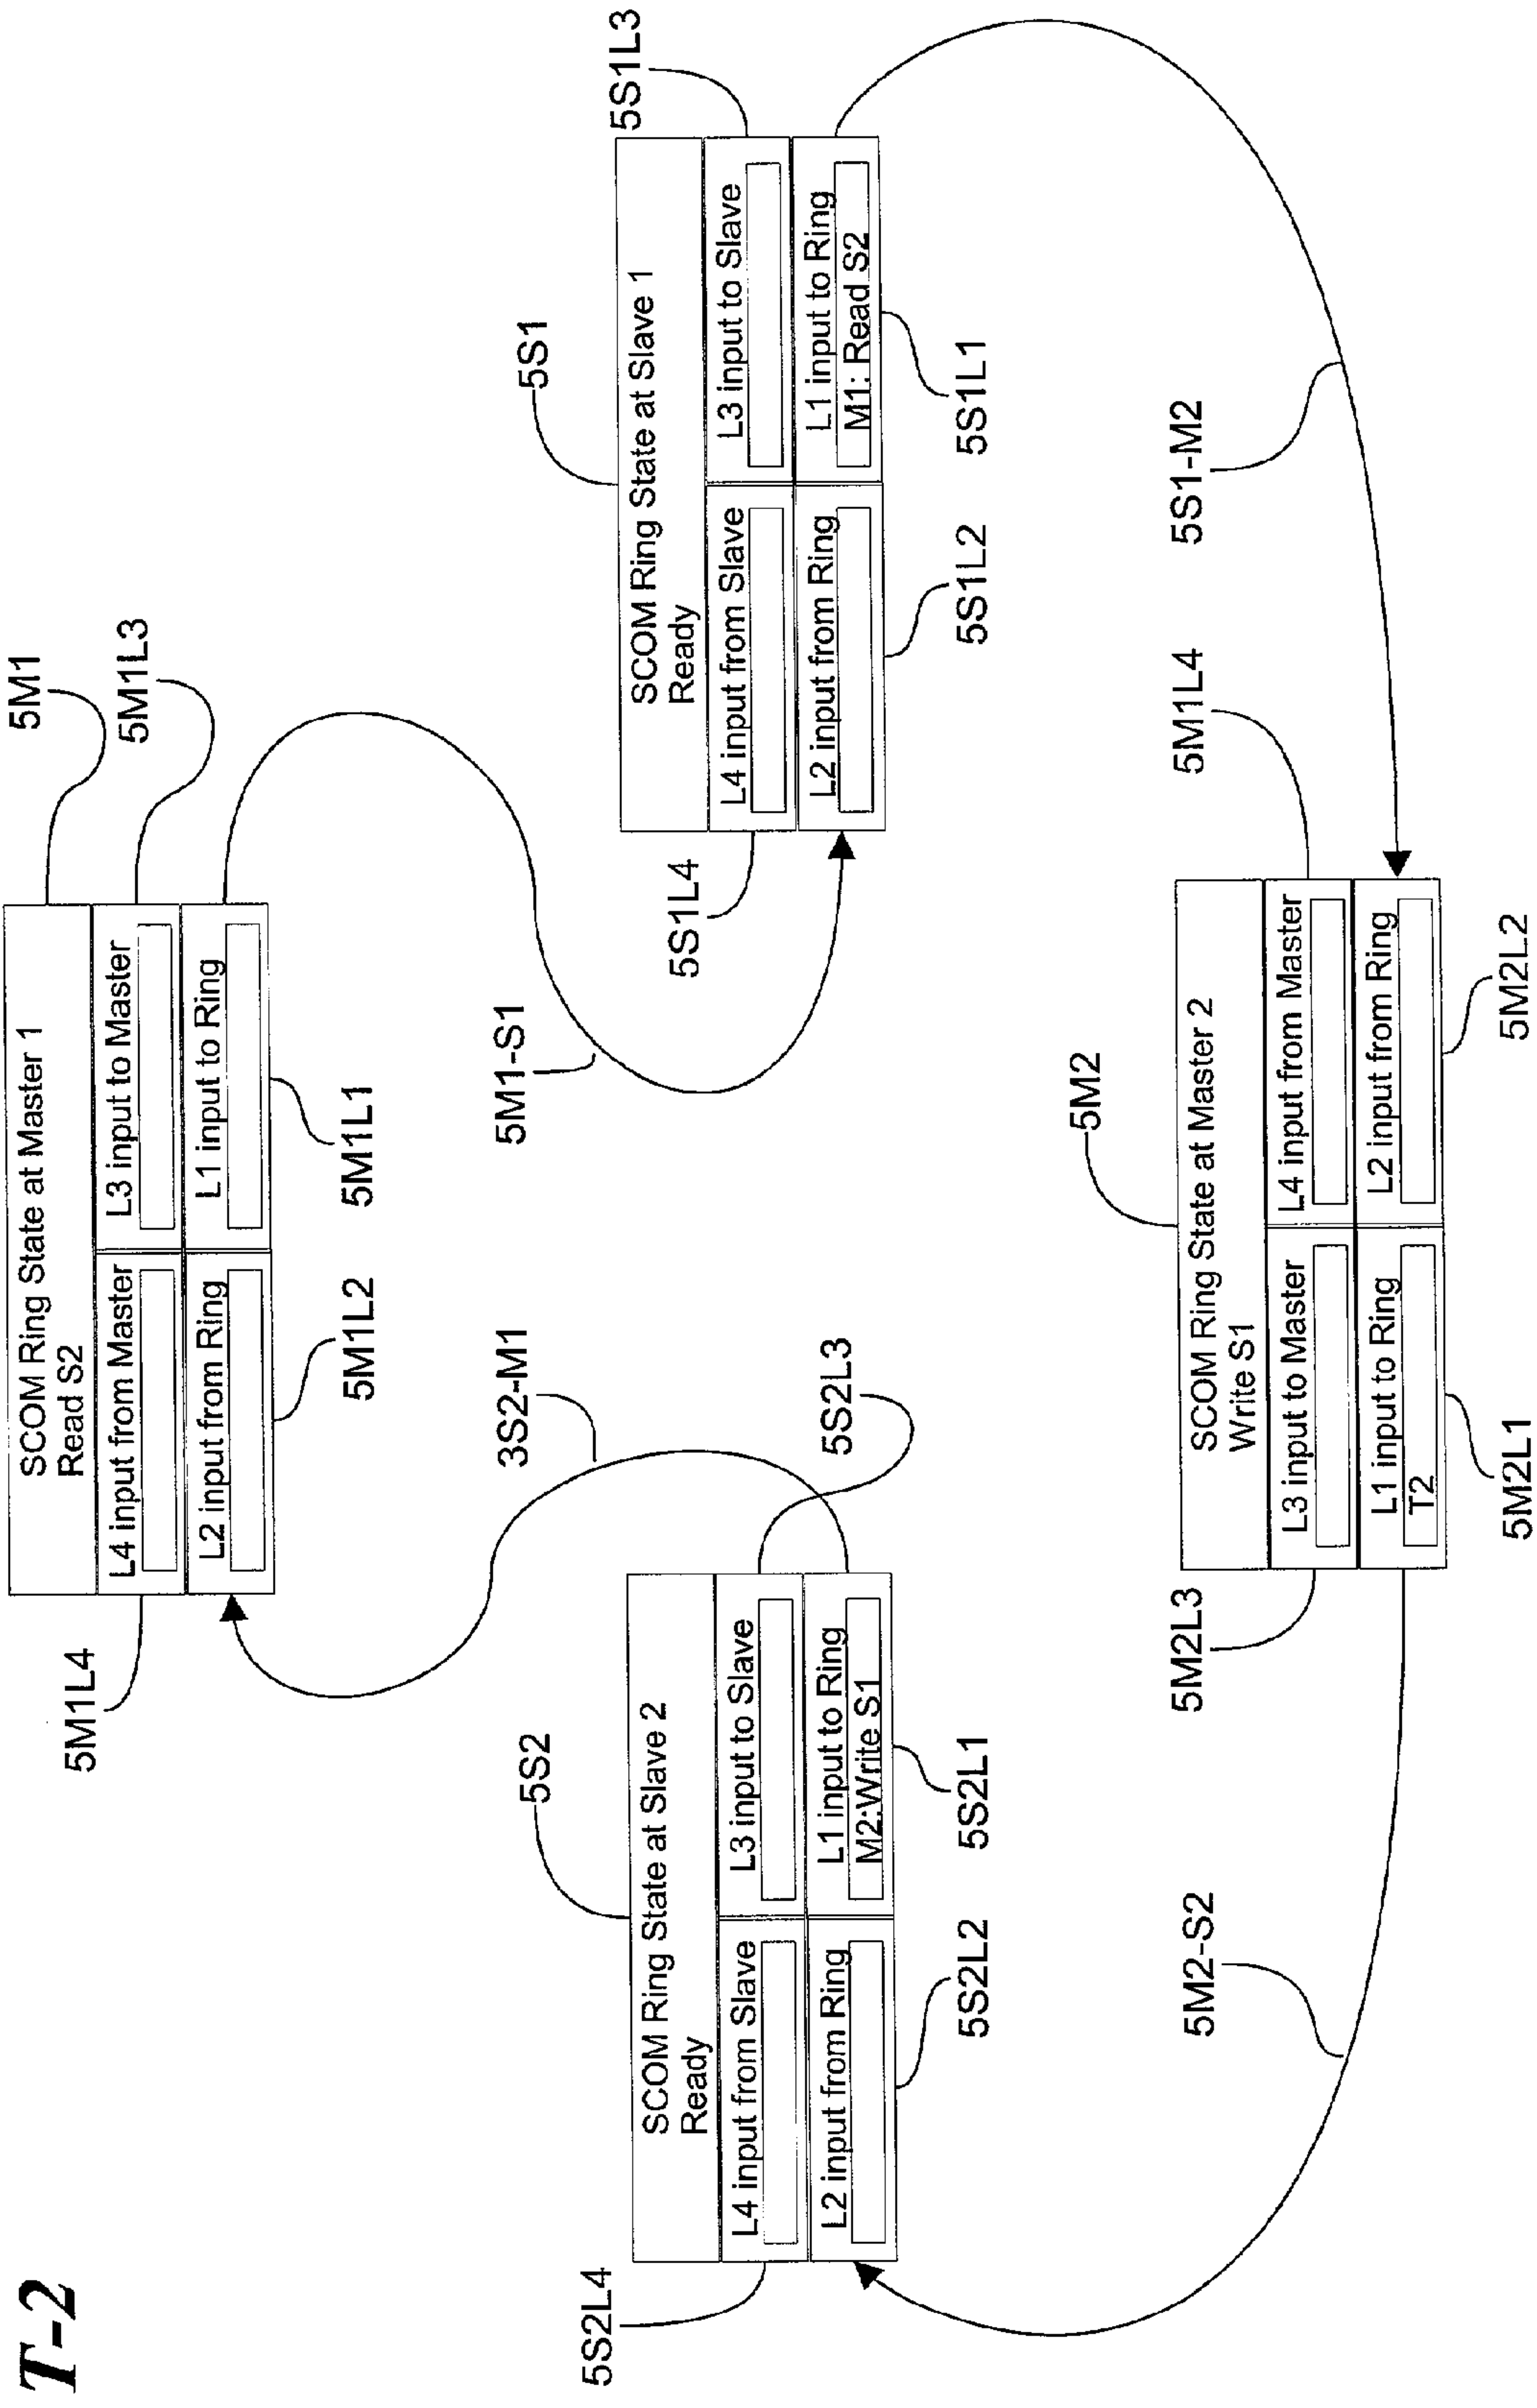 T-2
5M1
5M1L3
SCOM Ring State at Master 1
Read S2
L4 input from Master
L3 input to Master
L2 input from Ring
L1 input to Ring
5M1L4
5M1L2
5M1L1
3S2-M1
5M1-S1
5S2L3
5S2
SCOM Ring State at Slave 2
Ready
L4 input from Slave
L3 input to Slave
L2 input from Ring
L1 input to Ring
M2:Write S1
5S2L4
5S2L2
5S2L1
5S1
5S1L3
SCOM Ring State at Slave 1
Ready
L4 input from Slave
L3 input to Slave
L2 input from Ring
L1 input to Ring
M1: Read S2
5S1L4
5S1L2
5S1L1
5M2
5M1L4
SCOM Ring State at Master 2
Write S1
L3 input to Master
L4 input from Master
L1 input to Ring
T2
L2 input from Ring
5M2L3
5M2L1
5M2L2
5M2-S2
5S1-M2